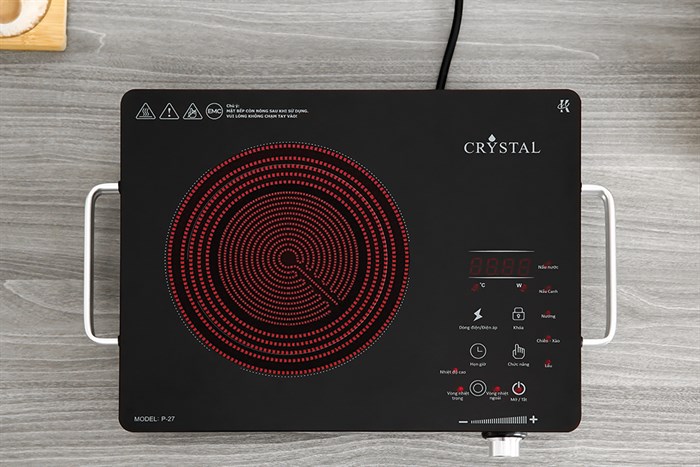 EMC
Chú ý:
MẶT BẾP CÒN NÓNG SAU KHI SỬ DỤNG.
VUI LÒNG KHÔNG CHẠM TAY VÀO!
CRYSTAL
Nấu nước
°C W
Nấu Canh
Nướng
Dòng điện/Điện áp Khóa
Chiên / Xào
Hẹn giờ Chức năng
Lẩu
Nhiệt độ cao
Vùng nhiệt
trong
Vùng nhiệt
ngoài
Mở / Tắt
− +
MODEL: P-27